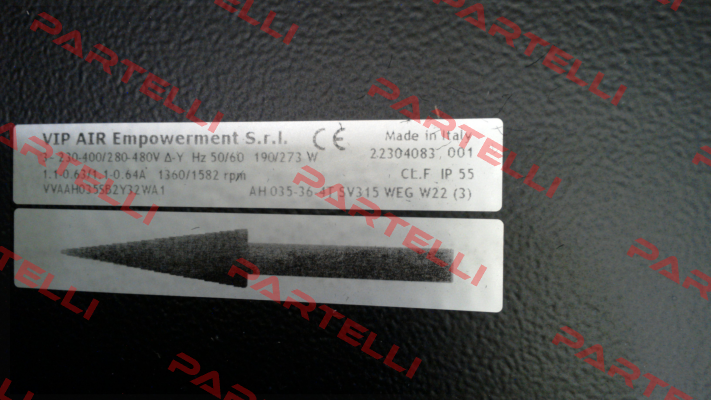 VIP AIR Empowerment S.r.l. CE Made in Italy
3~ 230-400/280-480V Δ-Y Hz 50/60 190/273 W 22304083 001
1.1-0.63/1.1-0.64A 1360/1582 rpm CL.F IP 55
VVAAH035SB2Y32WA1 AH 035-36-4T SV315 WEG W22 (3)
PARTELLI
PARTELLI
PARTELLI
PARTELLI
PARTELLI
PARTELLI
PARTELLI
PARTELLI
PARTELLI